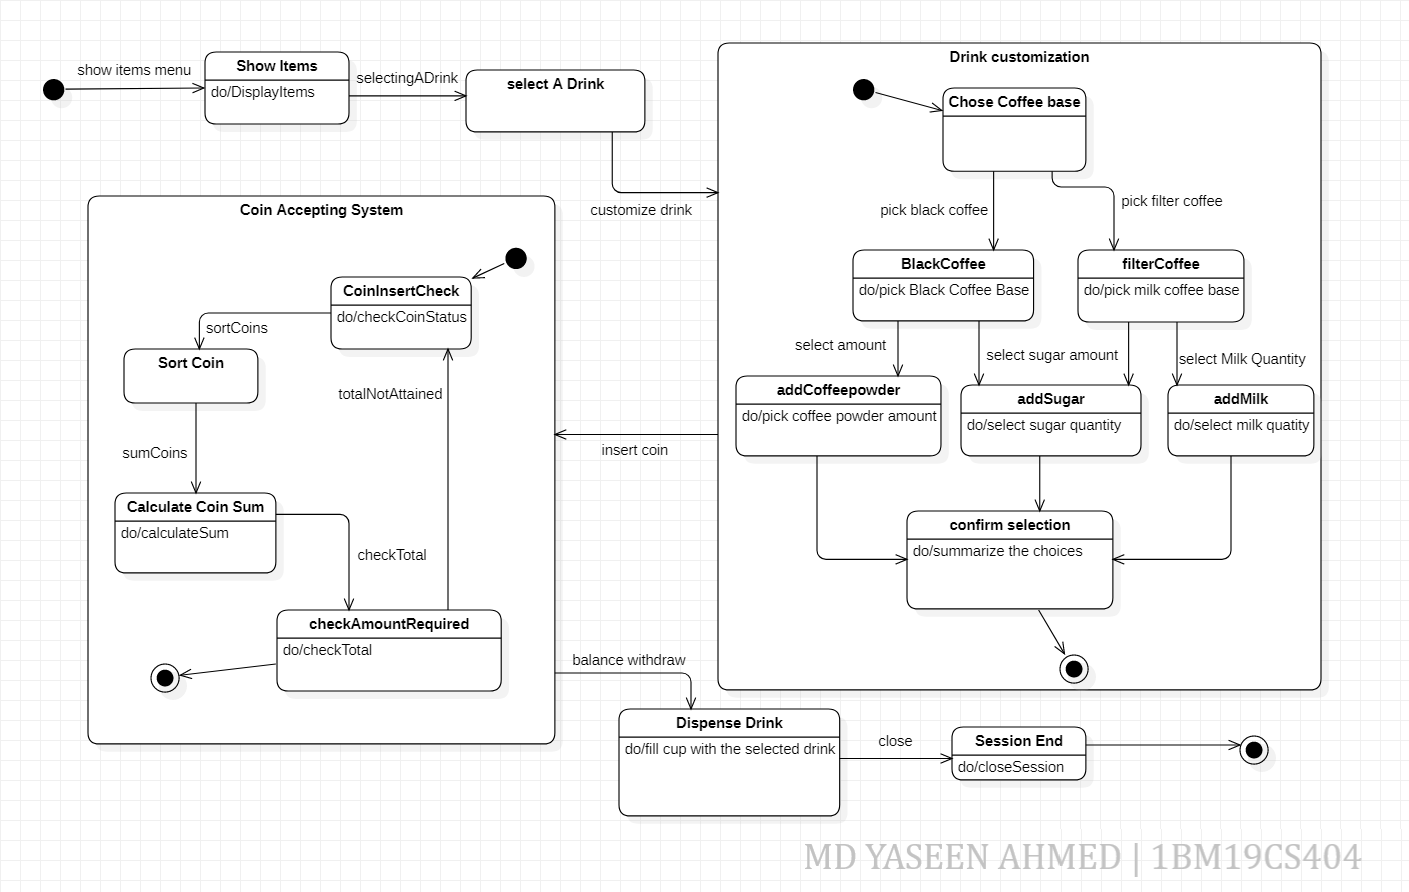 show items menu
Show Items
do/DisplayItems
selectingADrink
select A Drink
customize drink
Drink customization
Chose Coffee base
pick black coffee
pick filter coffee
BlackCoffee
do/pick Black Coffee Base
filterCoffee
do/pick milk coffee base
select amount
select sugar amount
select Milk Quantity
addCoffeepowder
do/pick coffee powder amount
addSugar
do/select sugar quantity
addMilk
do/select milk quatity
confirm selection
do/summarize the choices
insert coin
Coin Accepting System
CoinInsertCheck
do/checkCoinStatus
sortCoins
Sort Coin
totalNotAttained
sumCoins
Calculate Coin Sum
do/calculateSum
checkTotal
checkAmountRequired
do/checkTotal
balance withdraw
Dispense Drink
do/fill cup with the selected drink
close
Session End
do/closeSession
MD YASEEN AHMED | 1BM19CS404